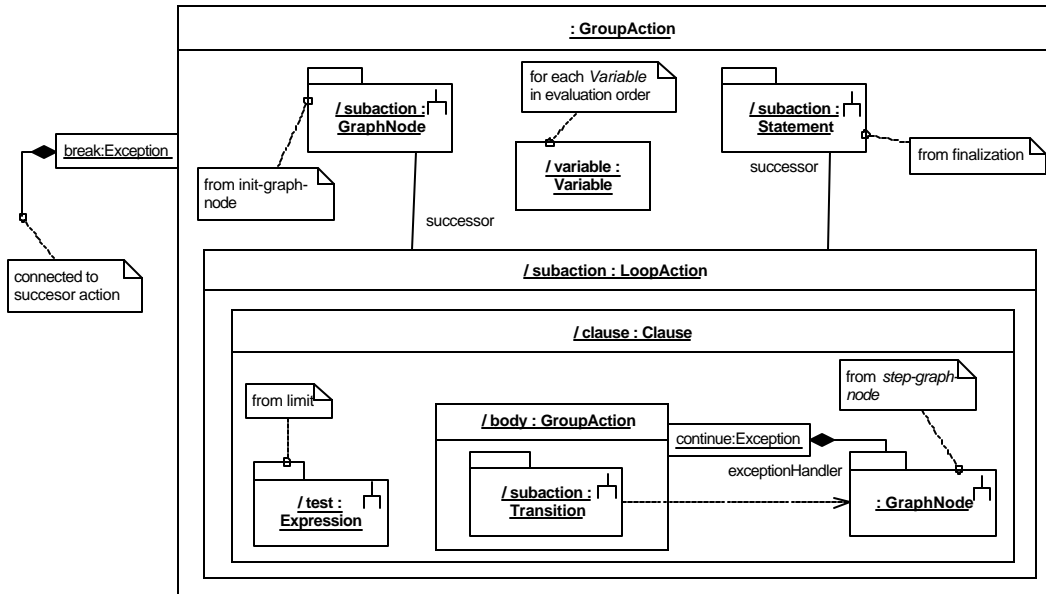 : GroupAction
for each Variable
in evaluation order
/ subaction :
GraphNode
/ subaction :
Statement
break:Exception
/ variable :
Variable
from finalization
from init-graph-
node
successor
successor
connected to
succesor action
/ subaction : LoopAction
/ clause : Clause
from step-graph-
node
from limit
/ body : GroupAction
continue:Exception
exceptionHandler
/ test :
Expression
/ subaction :
Transition
: GraphNode